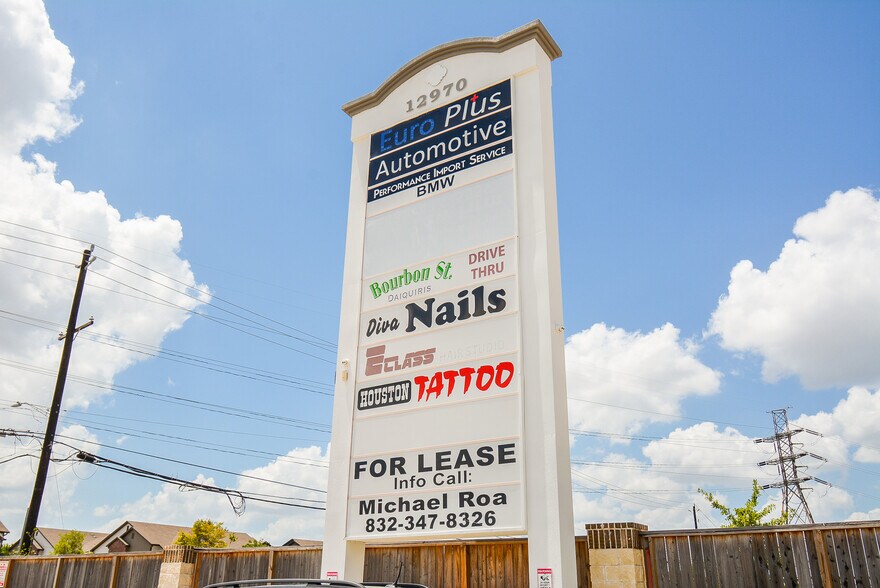 12970
Euro Plus
Automotive
PERFORMANCE IMPORT SERVICE
BMW
Bourbon St.
DAIQUIRIS
DRIVE
THRU
Diva Nails
E CLASS
HOUSTON TATTOO
FOR LEASE
Info Call:
Michael Roa
832-347-8326